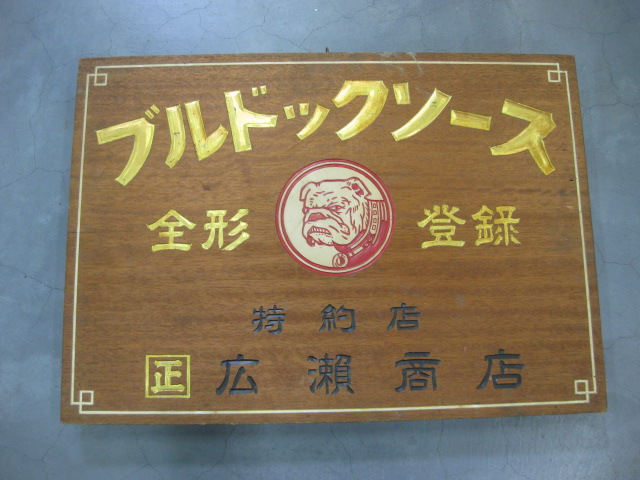 ブルドックソース
全形 登録
特約店
正 広瀬商店